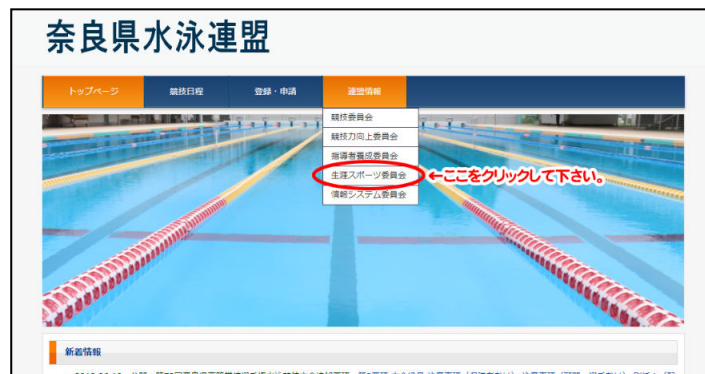 奈良県水泳連盟
トップページ 競技日程 登録・申請 連盟情報
競技委員会
競技力向上委員会
指導者養成委員会
生涯スポーツ委員会 ←ここをクリックして下さい。
情報システム委員会
新着情報